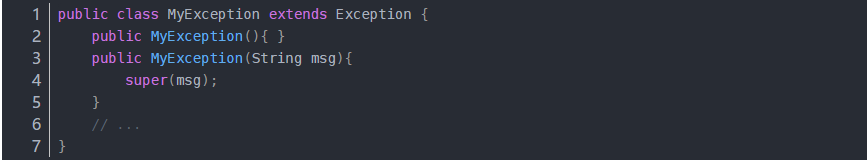 1 public class MyException extends Exception {
2     public MyException(){ }
3     public MyException(String msg){
4         super(msg);
5     }
6     // ...
7 }